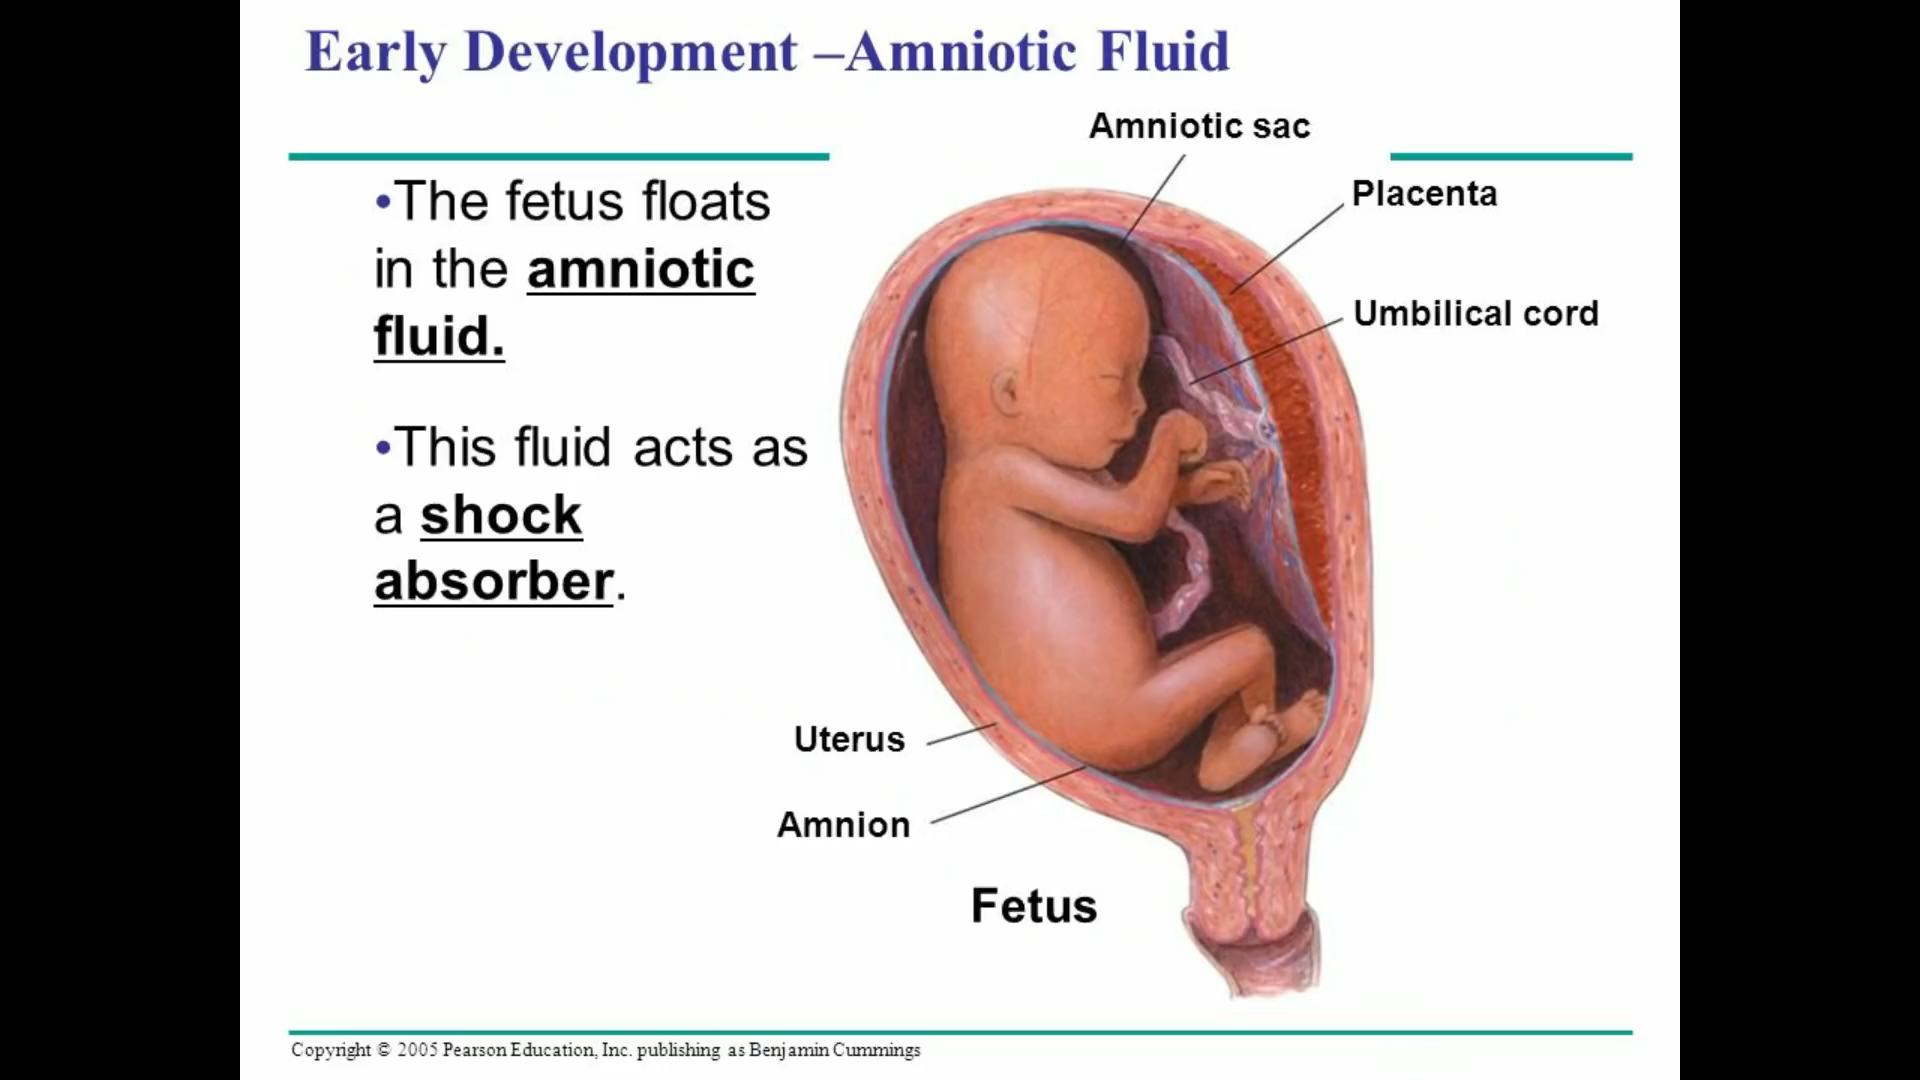 Early Development –Amniotic Fluid
Amniotic sac
Placenta
Umbilical cord
•The fetus floats
in the amniotic
fluid.
•This fluid acts as
a shock
absorber.
Uterus
Amnion
Fetus
Copyright © 2005 Pearson Education, Inc. publishing as Benjamin Cummings